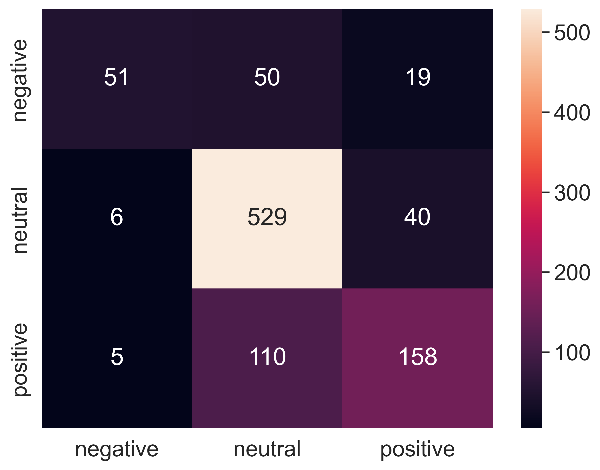 negative 51 50 19
neutral 6 529 40
positive 5 110 158
negative neutral positive
500
400
300
200
100